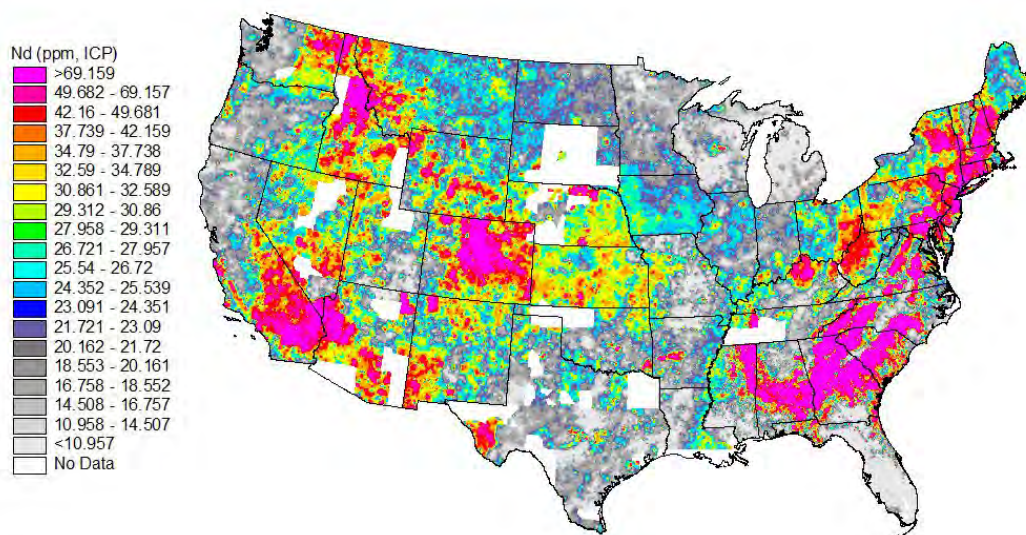 Nd (ppm, ICP)
>69.159
49.682 - 69.157
42.16 - 49.681
37.739 - 42.159
34.79 - 37.738
32.59 - 34.789
30.861 - 32.589
29.312 - 30.86
27.958 - 29.311
26.721 - 27.957
25.54 - 26.72
24.352 - 25.539
23.091 - 24.351
21.721 - 23.09
20.162 - 21.72
18.553 - 20.161
16.758 - 18.552
14.508 - 16.757
10.958 - 14.507
<10.957
No Data